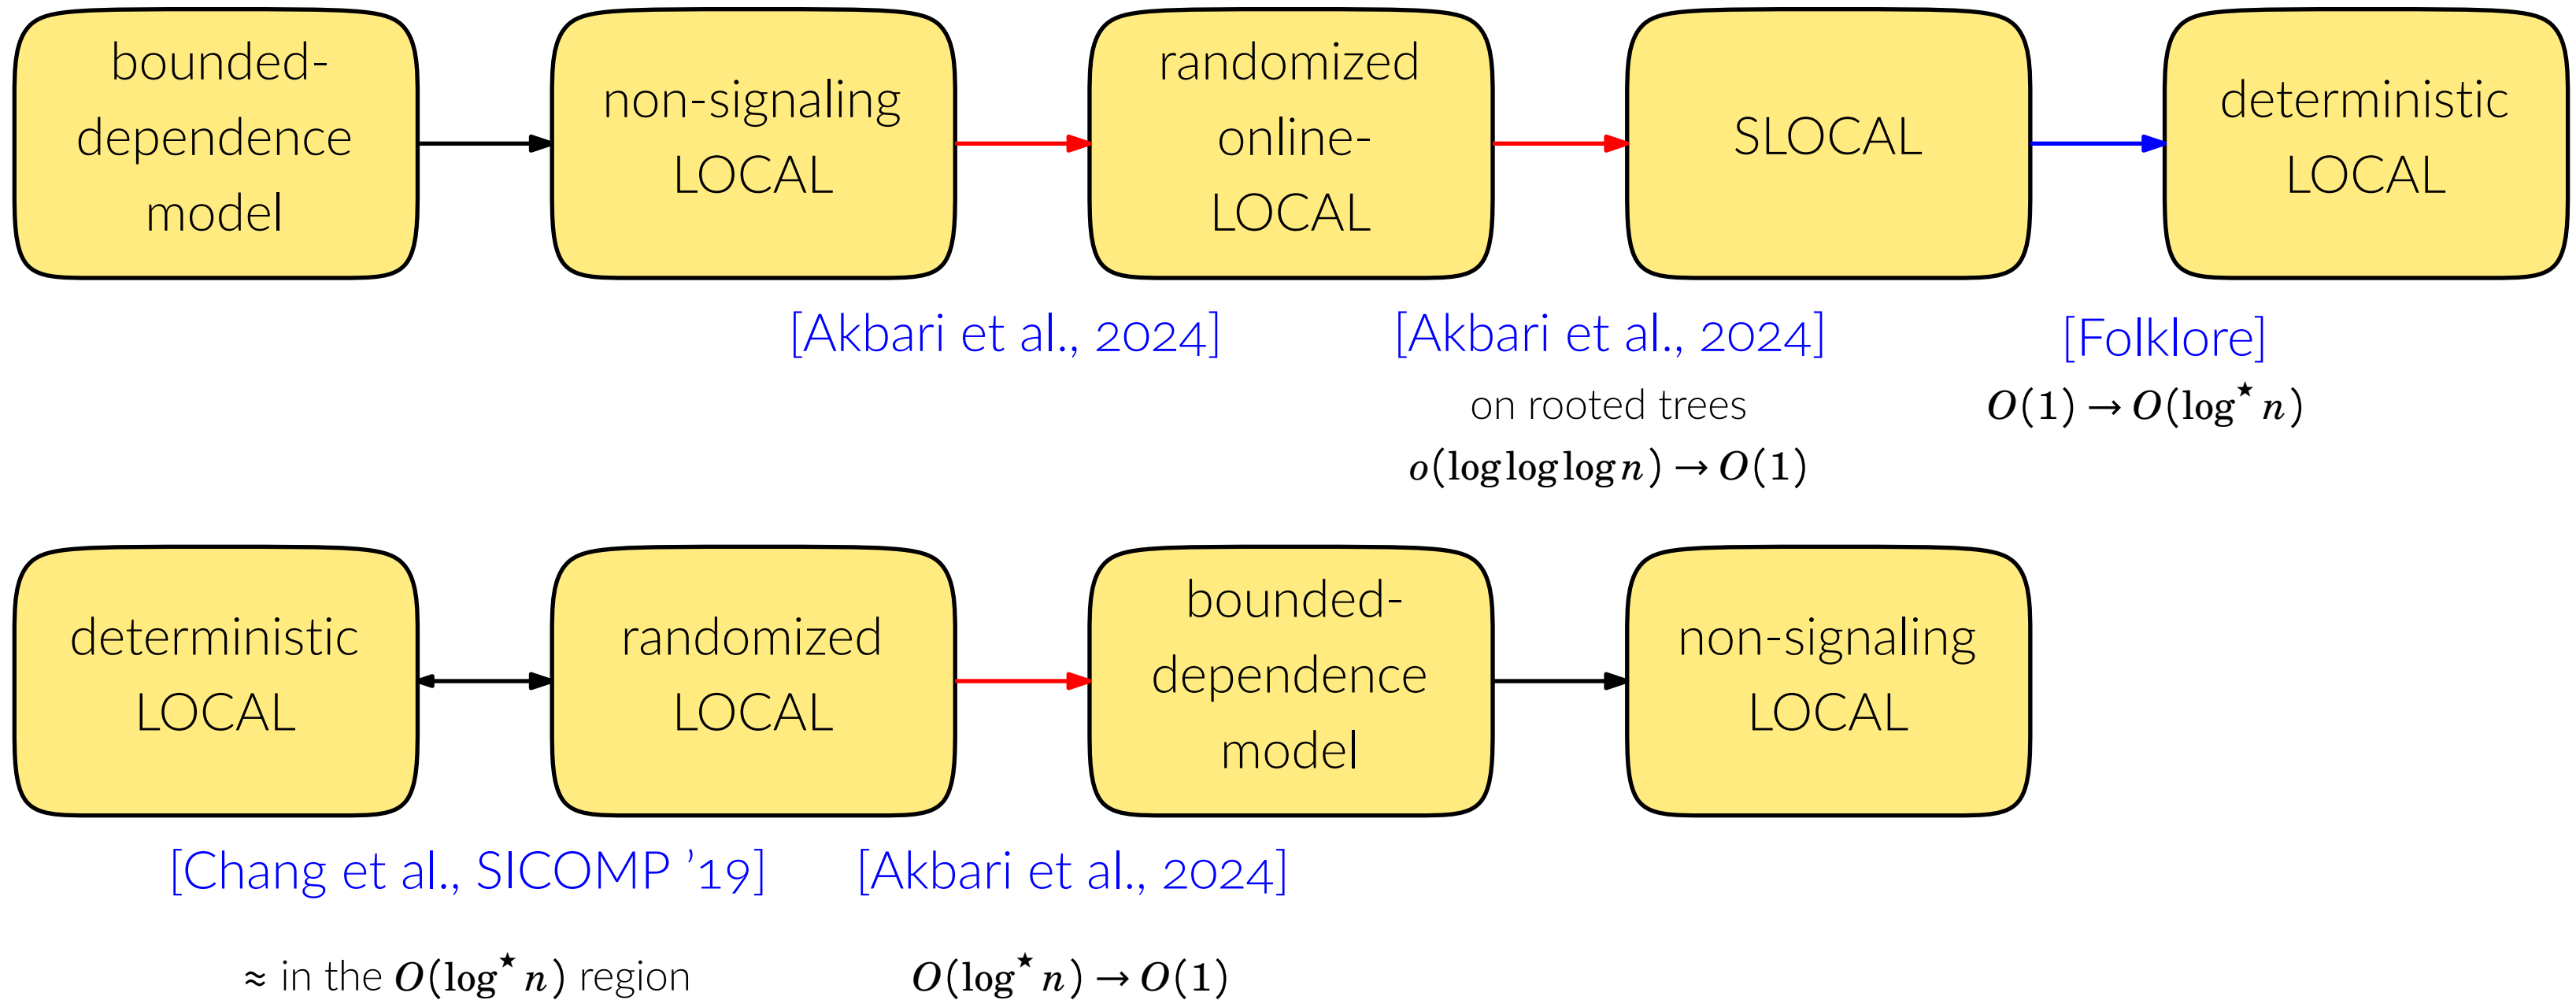 bounded-
dependence
model
non-signaling
LOCAL
randomized
online-
LOCAL
SLOCAL
deterministic
LOCAL
[Akbari et al., 2024]
[Akbari et al., 2024]
on rooted trees
o(log log log n) → O(1)
[Folklore]
O(1) → O(log★ n)
deterministic
LOCAL
randomized
LOCAL
bounded-
dependence
model
non-signaling
LOCAL
[Chang et al., SICOMP ’19]
≈ in the O(log★ n) region
[Akbari et al., 2024]
O(log★ n) → O(1)